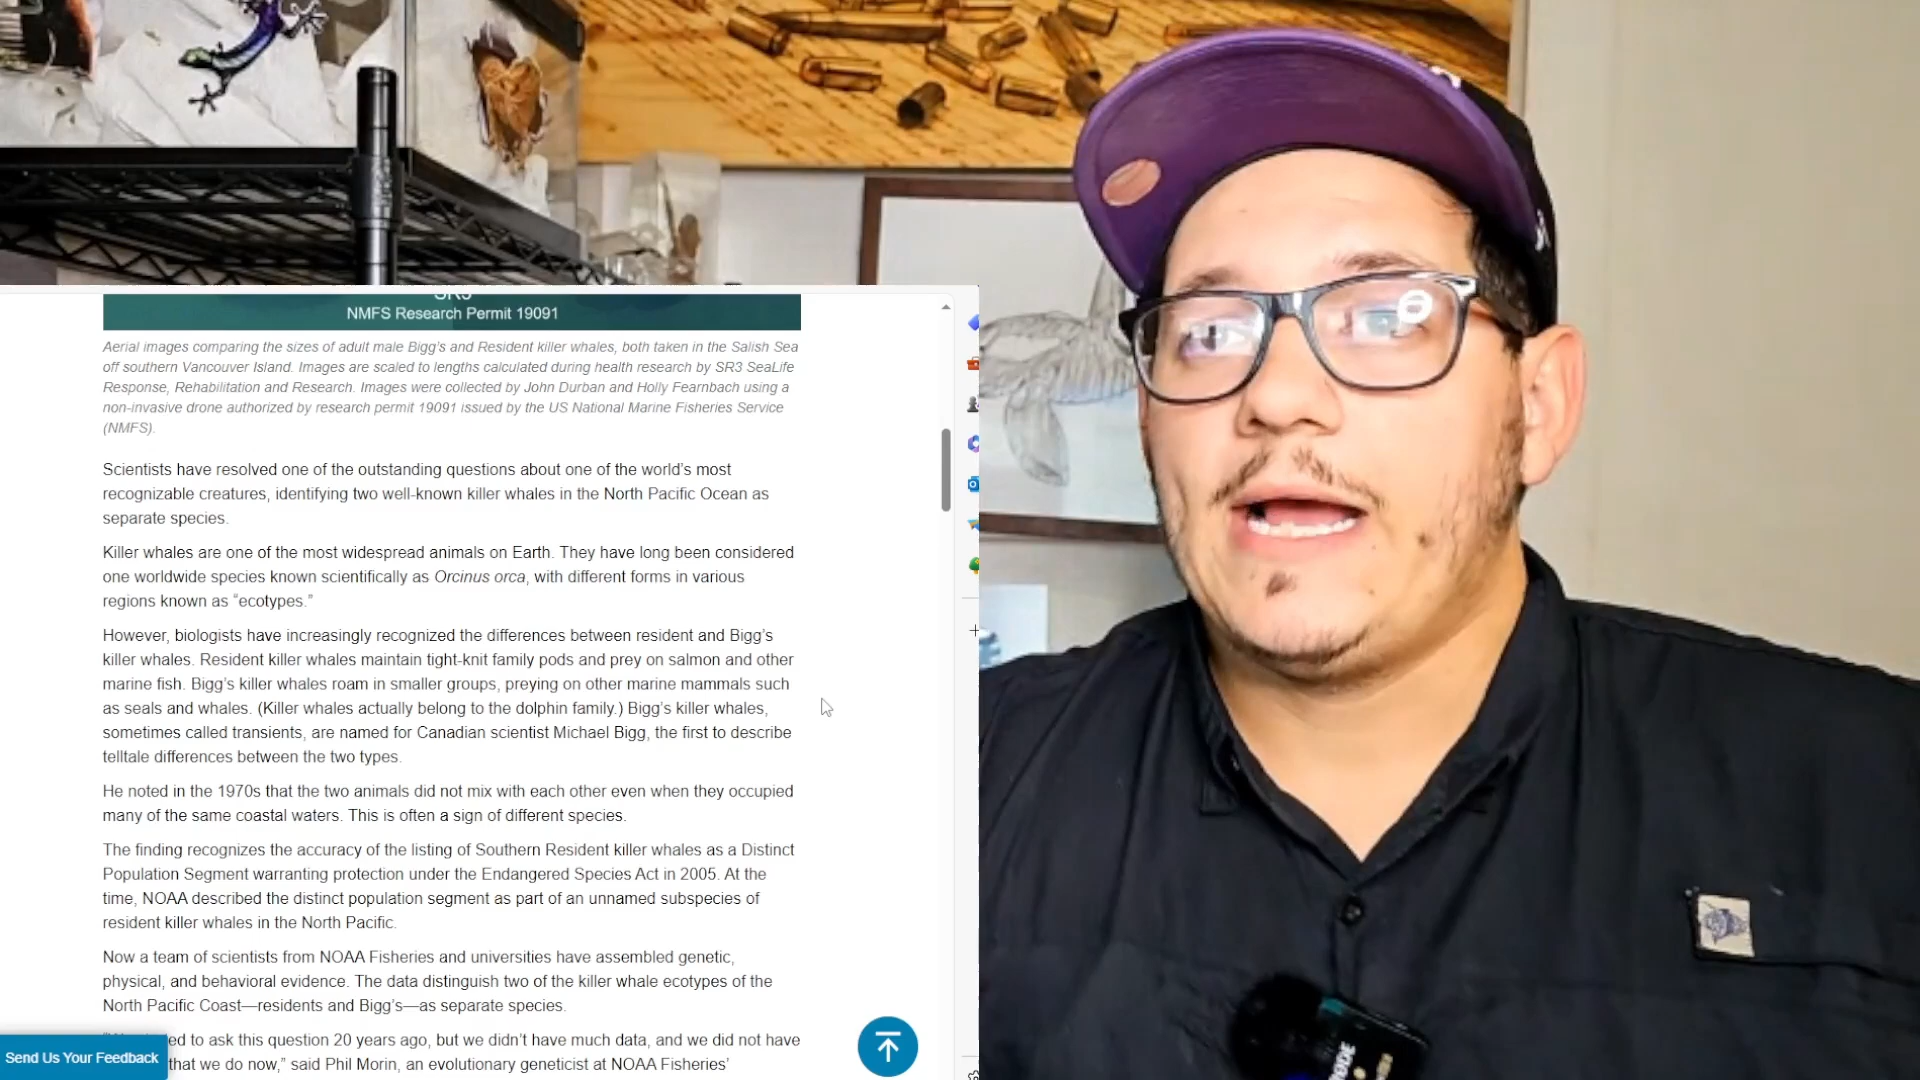 NMFS Research Permit 19091
Aerial images comparing the sizes of adult male Bigg's and Resident killer whales, both taken in the Salish Sea
off southern Vancouver Island. Images are scaled to lengths calculated during health research by SR3 SeaLife
Response, Rehabilitation and Research. Images were collected by John Durban and Holly Fearnbach using a
non-invasive drone authorized by research permit 19091 issued by the US National Marine Fisheries Service
(NMFS).
Scientists have resolved one of the outstanding questions about one of the world's most
recognizable creatures, identifying two well-known killer whales in the North Pacific Ocean as
separate species.
Killer whales are one of the most widespread animals on Earth. They have long been considered
one worldwide species known scientifically as Orcinus orca, with different forms in various
regions known as “ecotypes.”
However, biologists have increasingly recognized the differences between resident and Bigg's
killer whales. Resident killer whales maintain tight-knit family pods and prey on salmon and other
marine fish. Bigg's killer whales roam in smaller groups, preying on other marine mammals such
as seals and whales. (Killer whales actually belong to the dolphin family.) Bigg's killer whales,
sometimes called transients, are named for Canadian scientist Michael Bigg, the first to describe
telltale differences between the two types.
He noted in the 1970s that the two animals did not mix with each other even when they occupied
many of the same coastal waters. This is often a sign of different species.
The finding recognizes the accuracy of the listing of Southern Resident killer whales as a Distinct
Population Segment warranting protection under the Endangered Species Act in 2005. At the
time, NOAA described the distinct population segment as part of an unnamed subspecies of
resident killer whales in the North Pacific.
Now a team of scientists from NOAA Fisheries and universities have assembled genetic,
physical, and behavioral evidence. The data distinguish two of the killer whale ecotypes of the
North Pacific Coast—residents and Bigg's—as separate species.
to ask this question 20 years ago, but we didn't have much data, and we did not have
that we do now,” said Phil Morin, an evolutionary geneticist at NOAA Fisheries'
Send Us Your Feedback
RODE